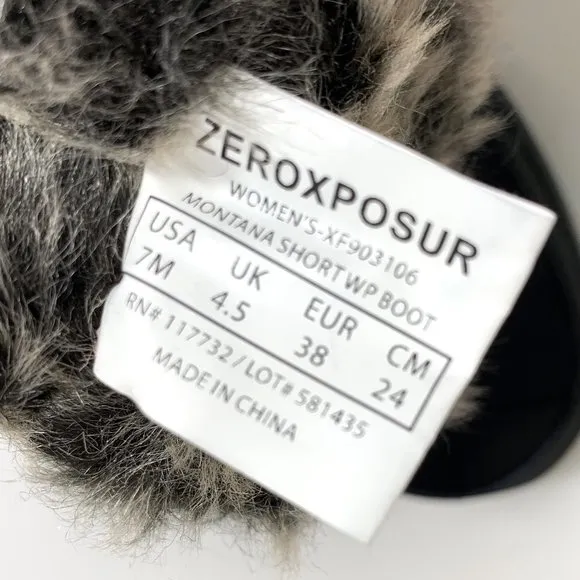 ZEROXPOSUR
WOMEN'S-XF903106
MONTANA SHORT WP BOOT
USA UK EUR CM
7M 4.5 38 24
RN# 117732 / LOT# 581435
MADE IN CHINA